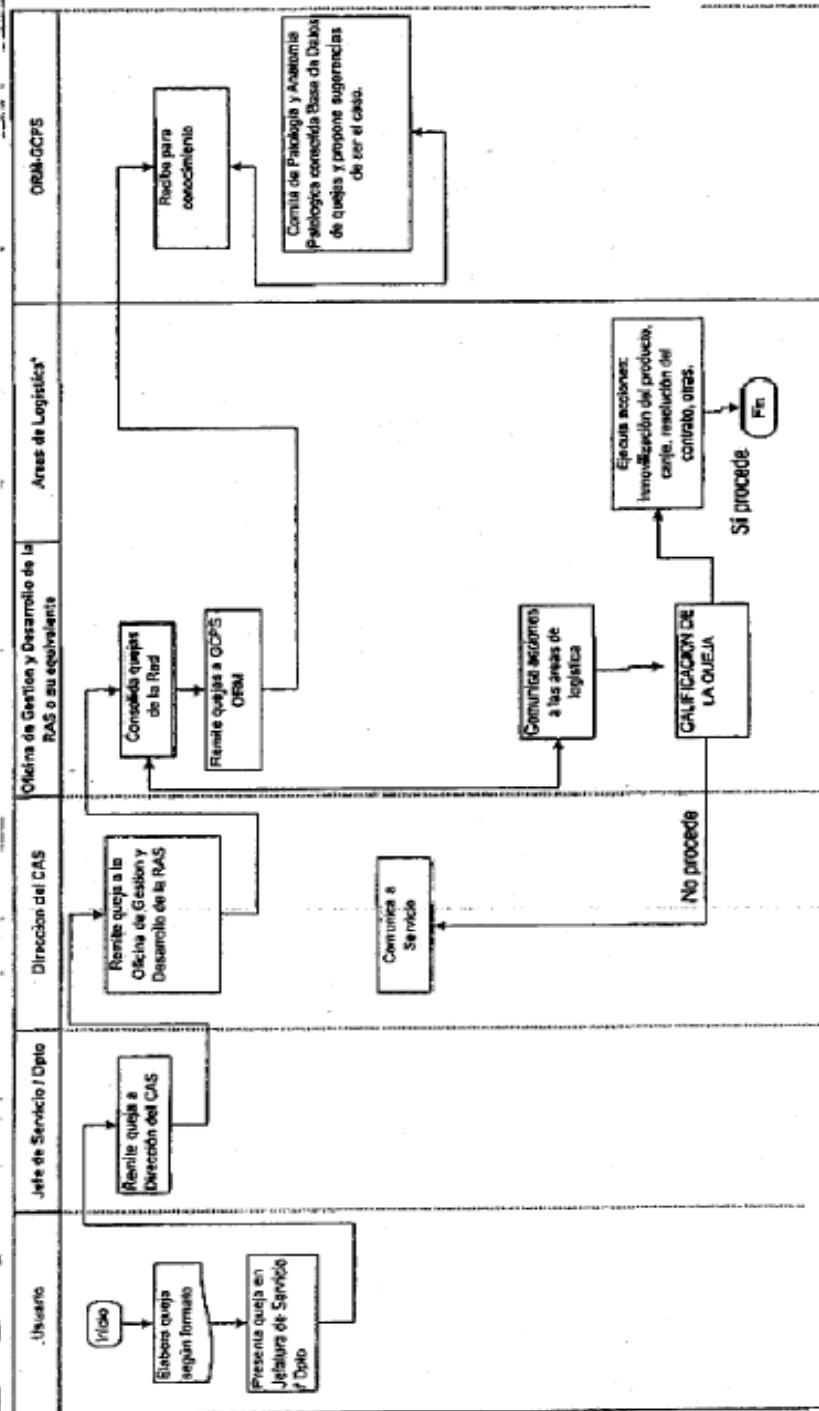 Usuario
Jefe de Servicio / Dpto
Direccion del CAS
Oficina de Gestion y Desarrollo de la
RAS o su equivalente
Areas de Logistica*
ORM-GCPS
Inicio
Elabora queja
según formato
Presenta queja en
Jefatura de Servicio
/ Dpto
Remite queja a
Dirección del CAS
Remite queja a la
Oficina de Gestion y
Desarrollo de la RAS
Consolida quejas
de la Red
Remite quejas a GCPS
ORM
Recibe para
conocimiento
Comité de Patología y Anatomia
Patologica consolida Base de Datos
de quejas y propone sugerencias
de ser el caso.
Comunica acciones
a las areas de
logística
CALIFICACION DE
LA QUEJA
No procede
Comunica a
Servicio
Sí procede
Ejecuta acciones:
Inmovilización del producto,
canje, resolución del
contrato, otras.
Fin